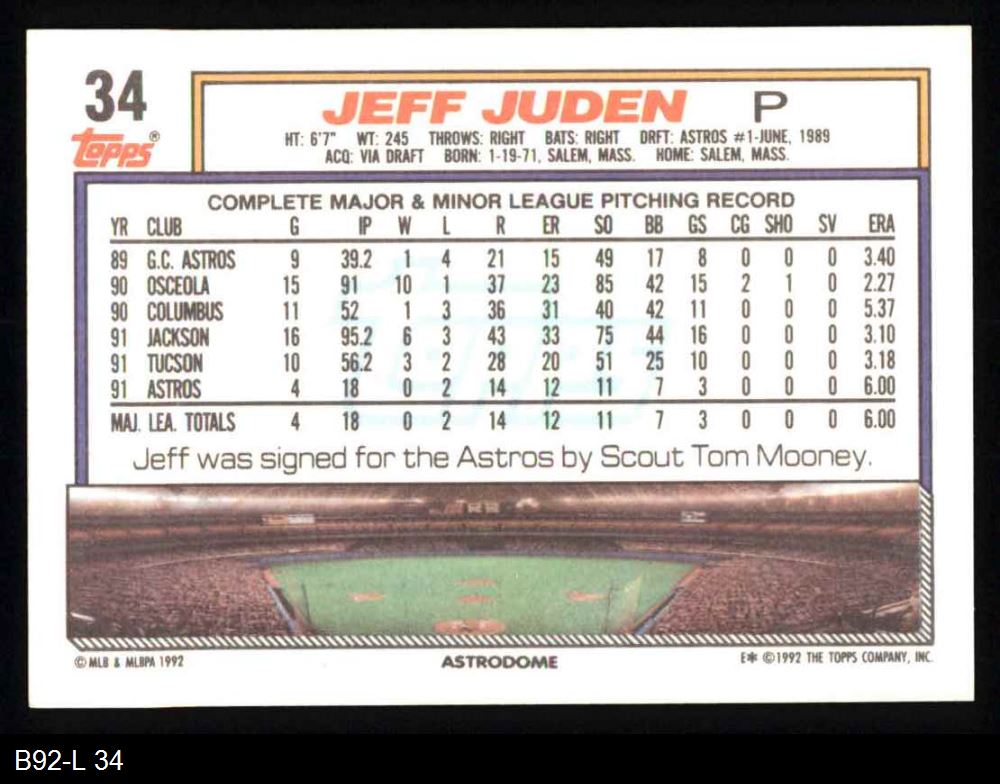 34
Topps®
JEFF JUDEN P
HT: 6'7" WT: 245 THROWS: RIGHT BATS: RIGHT DRFT: ASTROS #1-JUNE, 1989
ACQ: VIA DRAFT BORN: 1-19-71, SALEM, MASS. HOME: SALEM, MASS.
COMPLETE MAJOR & MINOR LEAGUE PITCHING RECORD
YR CLUB G IP W L R ER SO BB GS CG SHO SV ERA
89 G.C. ASTROS 9 39.2 1 4 21 15 49 17 8 0 0 0 3.40
90 OSCEOLA 15 91 10 1 37 23 85 42 15 2 1 0 2.27
90 COLUMBUS 11 52 1 3 36 31 40 42 11 0 0 0 5.37
91 JACKSON 16 95.2 6 3 43 33 75 44 16 0 0 0 3.10
91 TUCSON 10 56.2 3 2 28 20 51 25 10 0 0 0 3.18
91 ASTROS 4 18 0 2 14 12 11 7 3 0 0 0 6.00
MAJ. LEA. TOTALS 4 18 0 2 14 12 11 7 3 0 0 0 6.00
Jeff was signed for the Astros by Scout Tom Mooney.
© MLB & MLBPA 1992 ASTRODOME E* © 1992 THE TOPPS COMPANY, INC.
B92-L 34